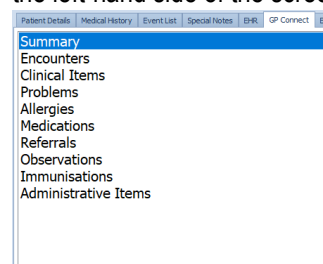 the left hand side of the scree
Patient Details Medical History Event List Special Notes EHR GP Connect E
Summary
Encounters
Clinical Items
Problems
Allergies
Medications
Referrals
Observations
Immunisations
Administrative Items